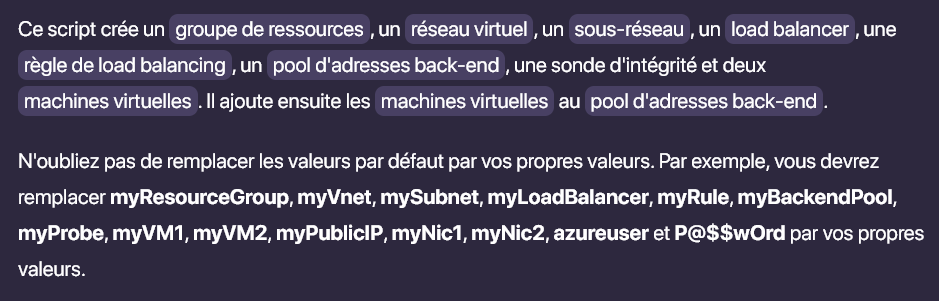 Ce script crée un groupe de ressources, un réseau virtuel, un sous-réseau, un load balancer, une
règle de load balancing, un pool d'adresses back-end, une sonde d'intégrité et deux
machines virtuelles. Il ajoute ensuite les machines virtuelles au pool d'adresses back-end.
N'oubliez pas de remplacer les valeurs par défaut par vos propres valeurs. Par exemple, vous devrez
remplacer myResourceGroup, myVnet, mySubnet, myLoadBalancer, myRule, myBackendPool,
myProbe, myVM1, myVM2, myPublicIP, myNic1, myNic2, azureuser et P@$$wOrd par vos propres
valeurs.